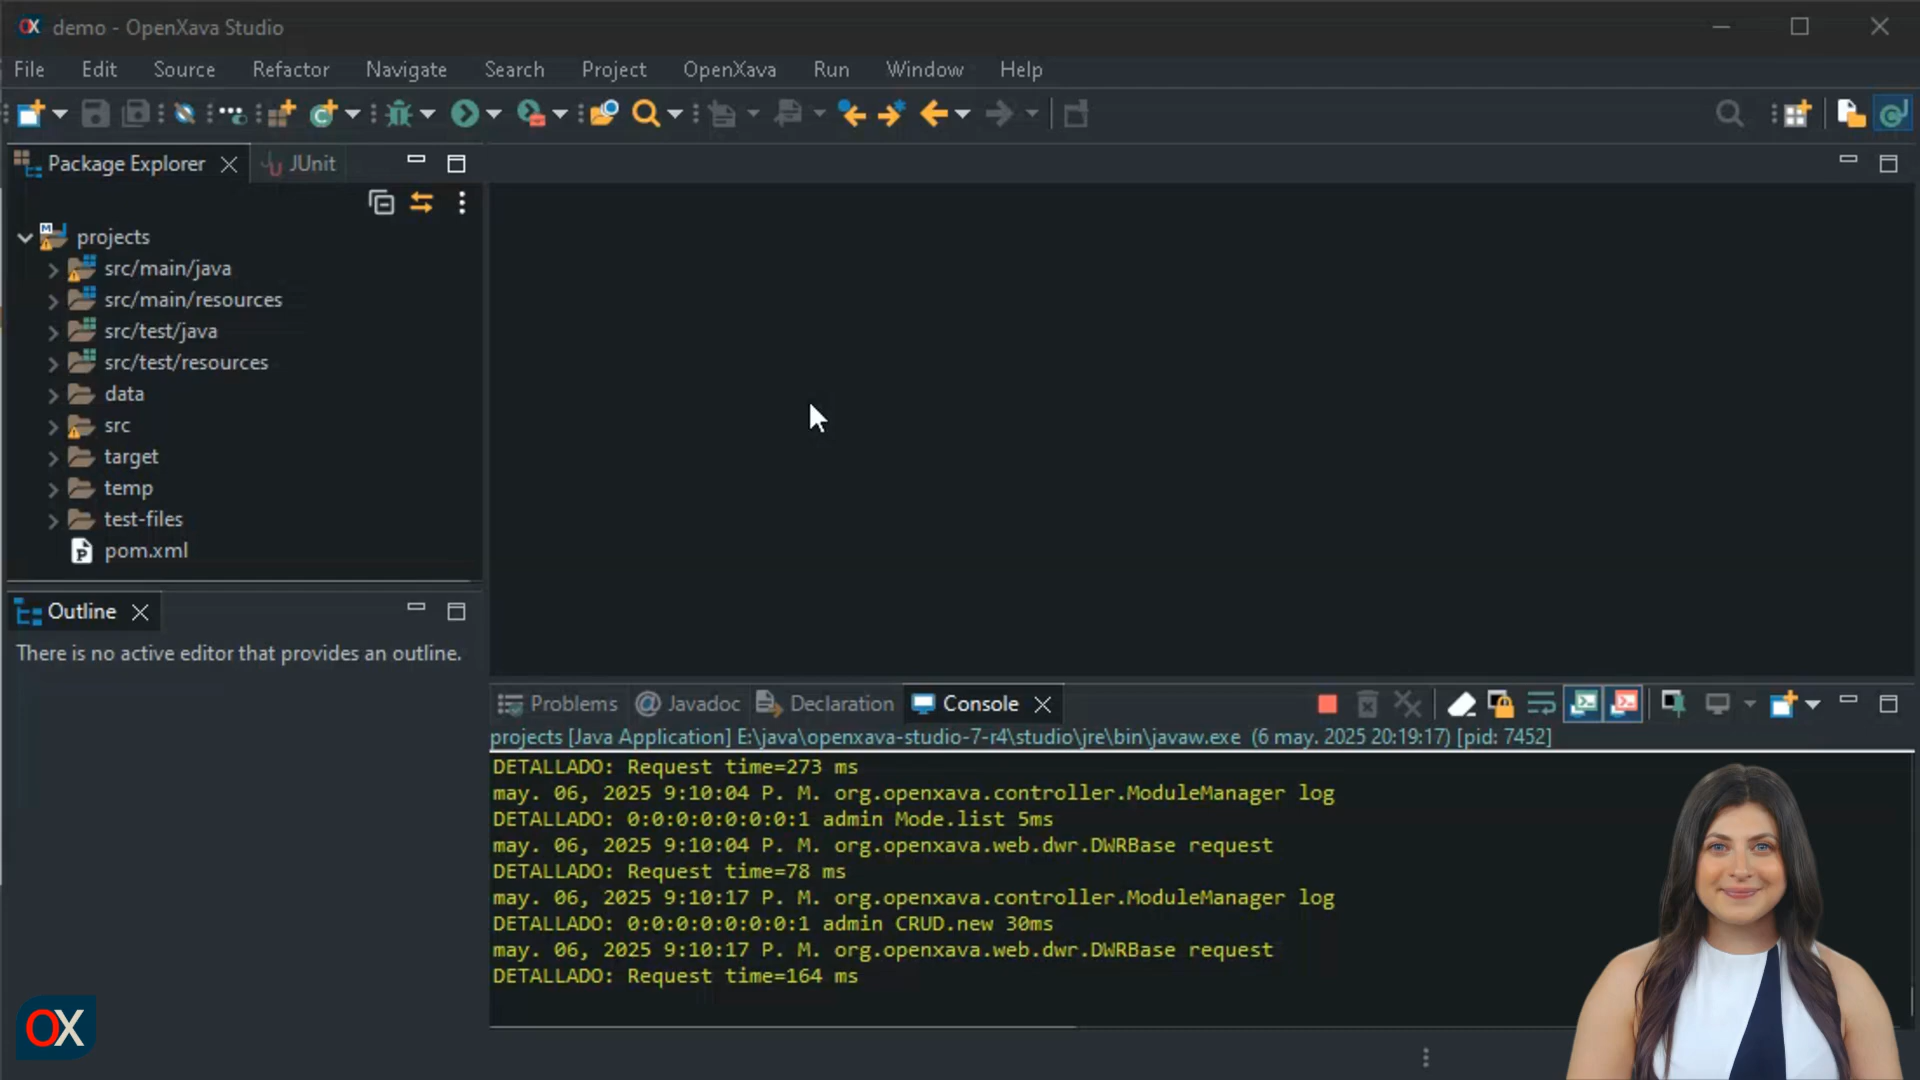 OX demo - OpenXava Studio
File Edit Source Refactor Navigate Search Project OpenXava Run Window Help
Package Explorer JUnit
projects
src/main/java
src/main/resources
src/test/java
src/test/resources
data
src
target
temp
test-files
pom.xml
Outline
There is no active editor that provides an outline.
Problems @ Javadoc Declaration Console
projects [Java Application] E:\java\openxava-studio-7-r4\studio\jre\bin\javaw.exe (6 may. 2025 20:19:17) [pid: 7452]
DETALLADO: Request time=273 ms
may. 06, 2025 9:10:04 P. M. org.openxava.controller.ModuleManager log
DETALLADO: 0:0:0:0:0:0:0:1 admin Mode.list 5ms
may. 06, 2025 9:10:04 P. M. org.openxava.web.dwr.DWRBase request
DETALLADO: Request time=78 ms
may. 06, 2025 9:10:17 P. M. org.openxava.controller.ModuleManager log
DETALLADO: 0:0:0:0:0:0:0:1 admin CRUD.new 30ms
may. 06, 2025 9:10:17 P. M. org.openxava.web.dwr.DWRBase request
DETALLADO: Request time=164 ms
OX